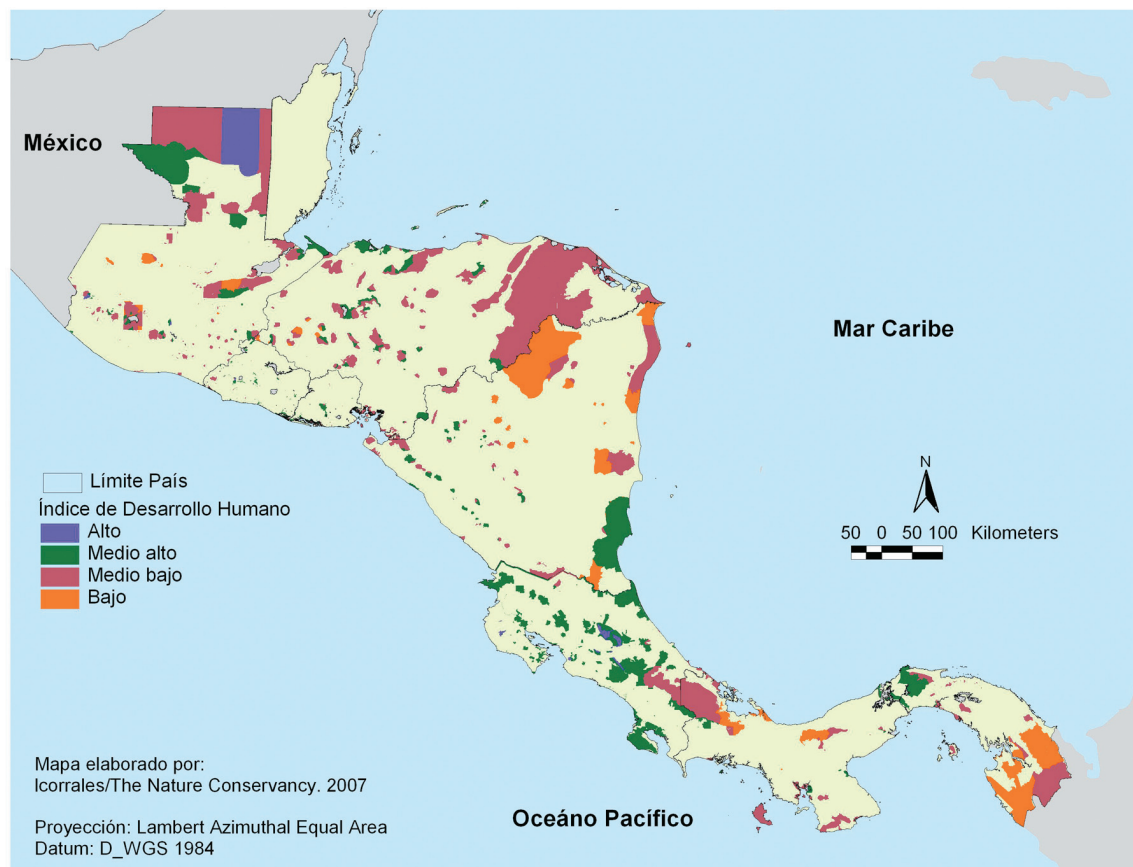 México
Mar Caribe
N
50 0 50 100 Kilometers
Límite País
Índice de Desarrollo Humano
Alto
Medio alto
Medio bajo
Bajo
Mapa elaborado por:
lcorrales/The Nature Conservancy. 2007
Proyección: Lambert Azimuthal Equal Area
Datum: D_WGS 1984
Océano Pacífico